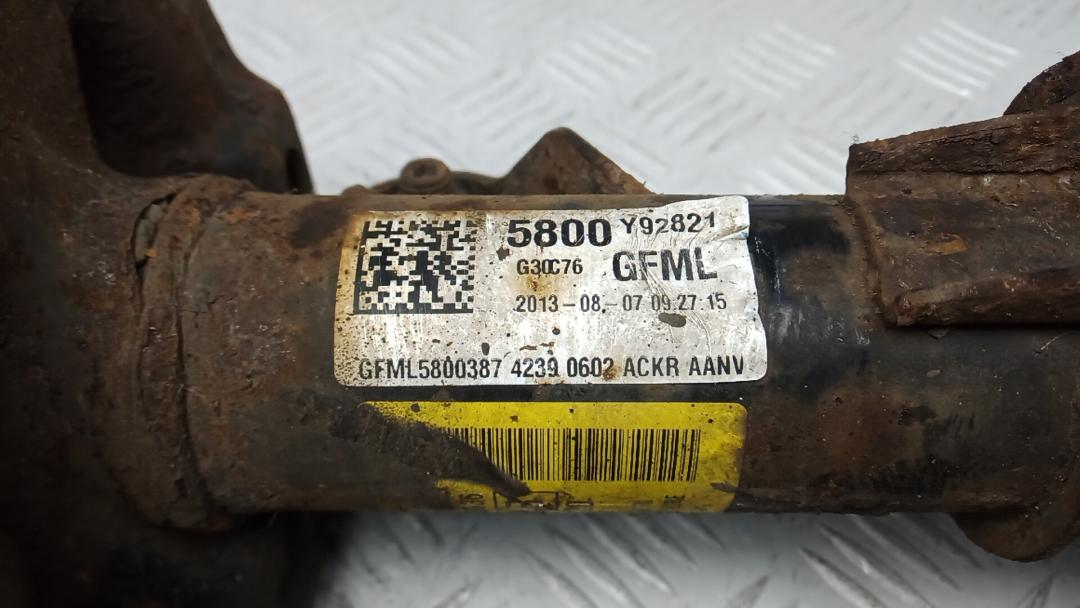 5800 Y92821
G30C76 GFML
2013-08-07 09:27:15
GFML5800387 4239 0602 ACKR AANV